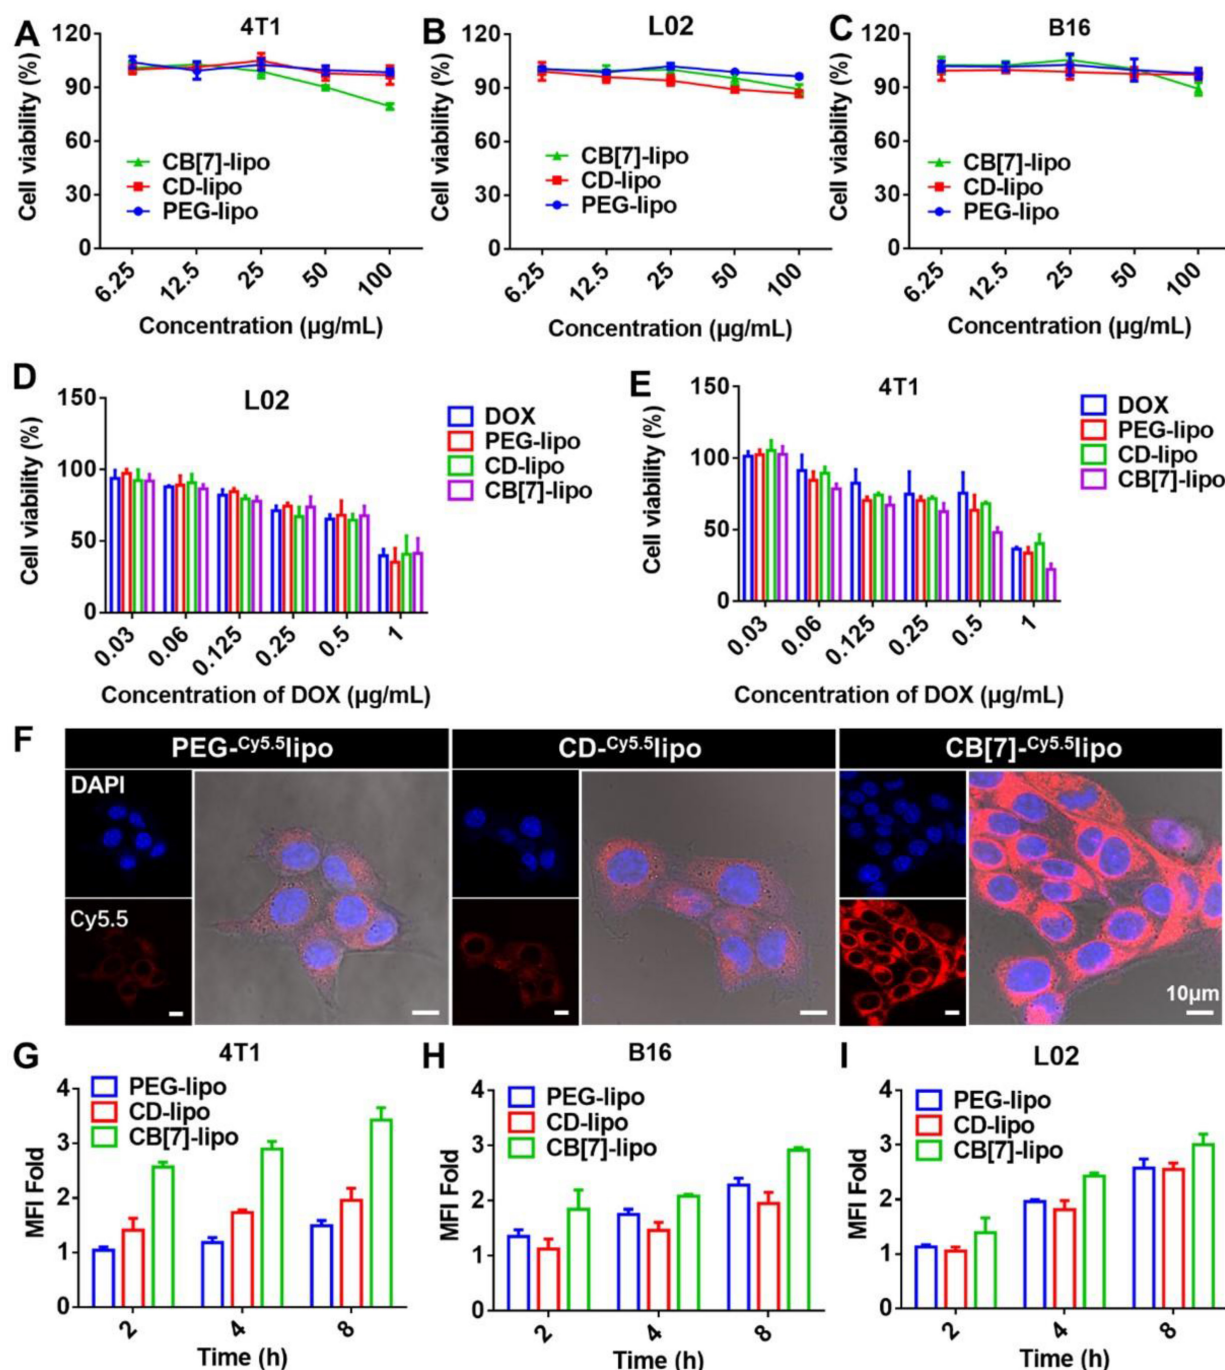 A
4T1
Cell viability (%)
120
90
60
30
0
CB[7]-lipo
CD-lipo
PEG-lipo
6.25
12.5
25
50
100
Concentration (µg/mL)
B
L02
Cell viability (%)
120
90
60
30
0
CB[7]-lipo
CD-lipo
PEG-lipo
6.25
12.5
25
50
100
Concentration (µg/mL)
C
B16
Cell viability (%)
120
90
60
30
0
CB[7]-lipo
CD-lipo
PEG-lipo
6.25
12.5
25
50
100
Concentration (µg/mL)
D
L02
Cell viability (%)
150
100
50
0
DOX
PEG-lipo
CD-lipo
CB[7]-lipo
0.03
0.06
0.125
0.25
0.5
1
Concentration of DOX (µg/mL)
E
4T1
Cell viability (%)
150
100
50
0
DOX
PEG-lipo
CD-lipo
CB[7]-lipo
0.03
0.06
0.125
0.25
0.5
1
Concentration of DOX (µg/mL)
F
PEG-Cy5.5lipo
CD-Cy5.5lipo
CB[7]-Cy5.5lipo
DAPI
Cy5.5
10µm
G
4T1
MFI Fold
4
3
2
1
0
PEG-lipo
CD-lipo
CB[7]-lipo
2
4
8
Time (h)
H
B16
MFI Fold
4
3
2
1
0
PEG-lipo
CD-lipo
CB[7]-lipo
2
4
8
Time (h)
I
L02
MFI Fold
4
3
2
1
0
PEG-lipo
CD-lipo
CB[7]-lipo
2
4
8
Time (h)